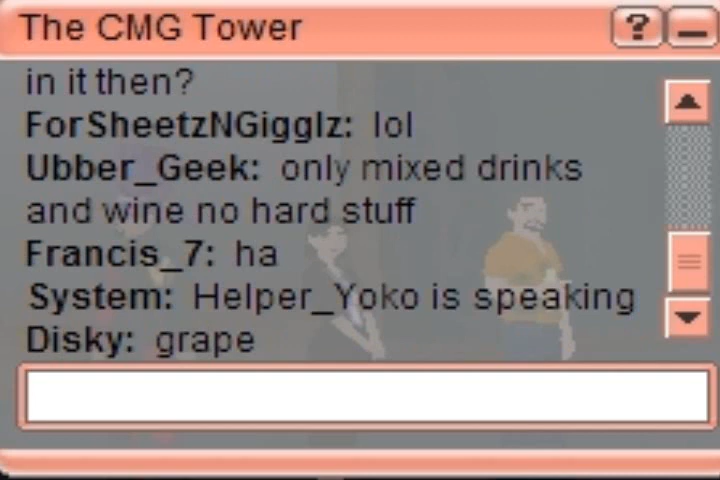 The CMG Tower
?
in it then?
ForSheetzNGigglz: lol
Ubber_Geek: only mixed drinks
and wine no hard stuff
Francis_7: ha
System: Helper_Yoko is speaking
Disky: grape